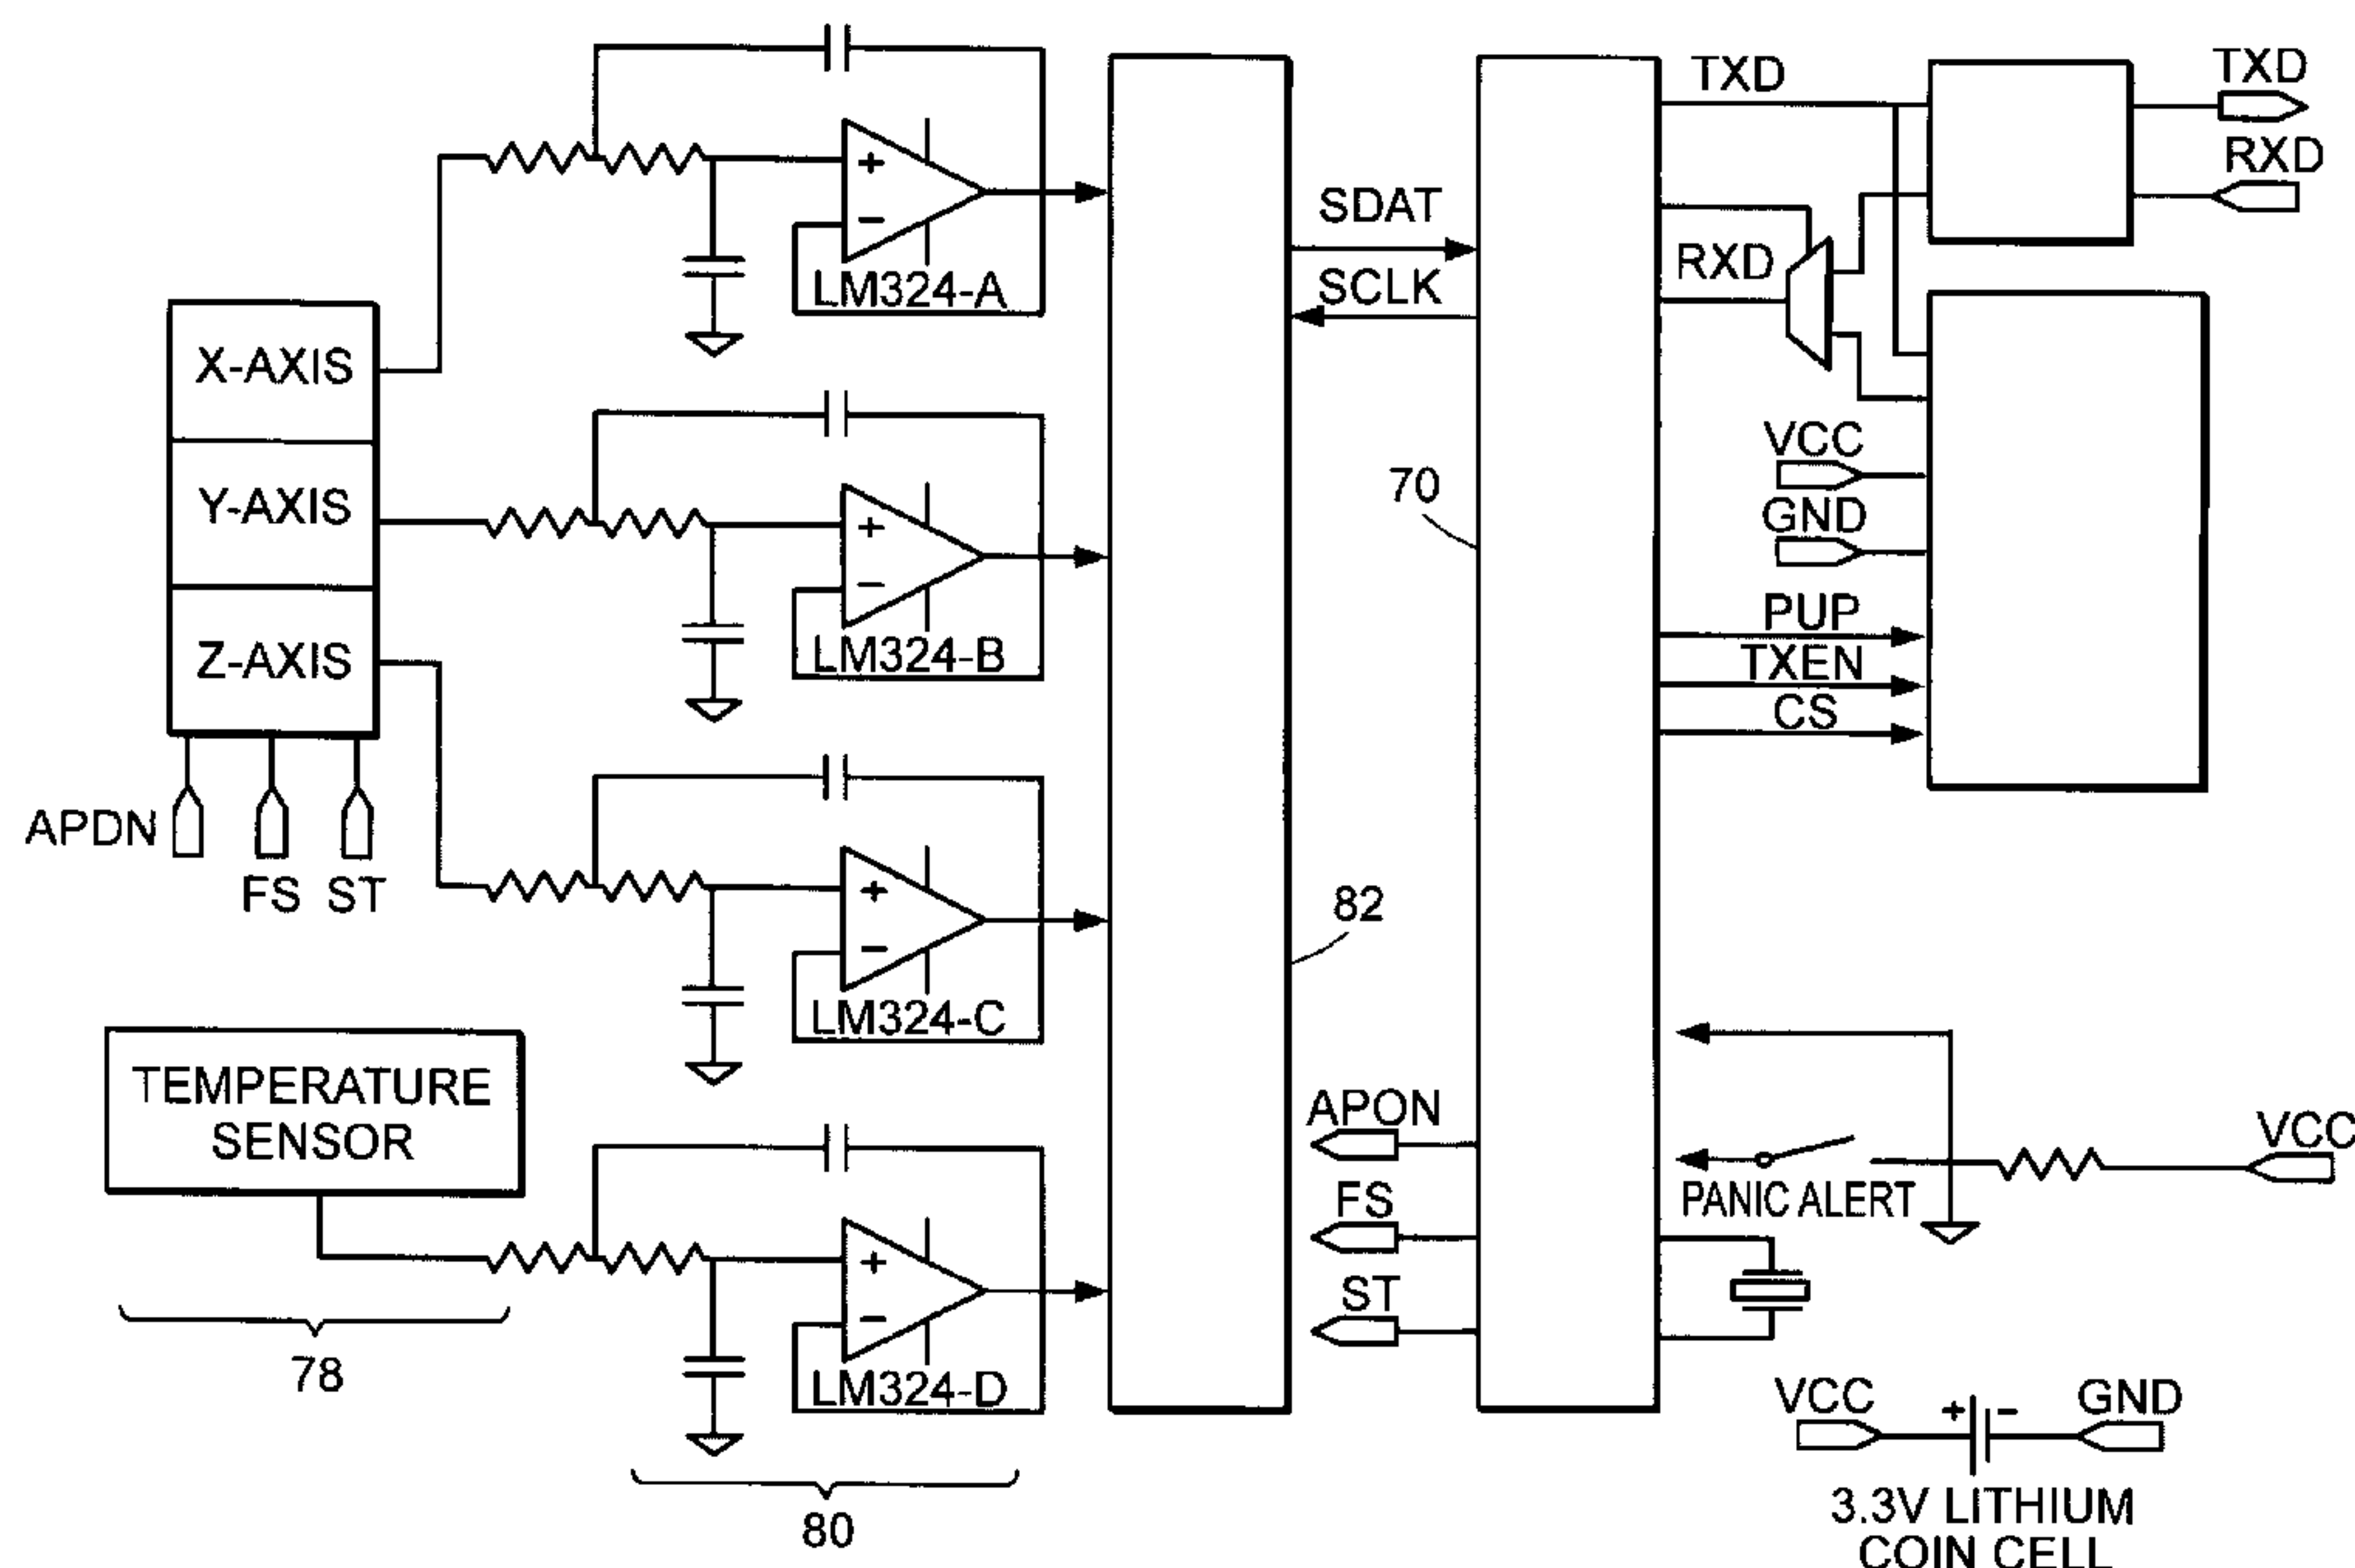 TXD
TXD
RXD
SDAT
RXD
SCLK
+
−
LM324-A
X-AXIS
Y-AXIS
Z-AXIS
VCC
70
GND
+
−
LM324-B
PUP
TXEN
CS
APDN
FS ST
82
+
−
LM324-C
TEMPERATURE
SENSOR
APON
VCC
FS
PANIC ALERT
+
−
LM324-D
ST
78
VCC
+ −
GND
80
3.3V LITHIUM
COIN CELL